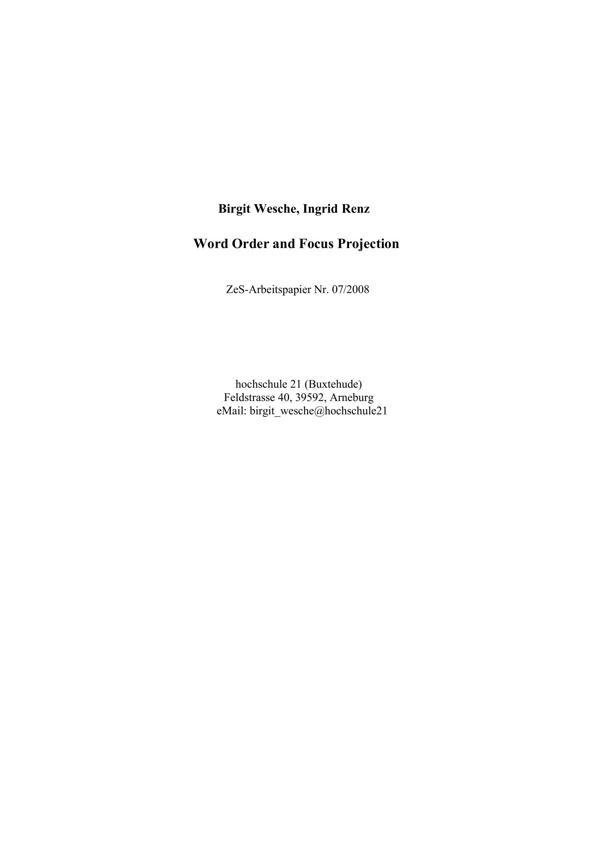 Birgit Wesche, Ingrid Renz
Word Order and Focus Projection
ZeS-Arbeitspapier Nr. 07/2008
hochschule 21 (Buxtehude)
Feldstrasse 40, 39592, Arneburg
eMail: birgit_wesche@hochschule21